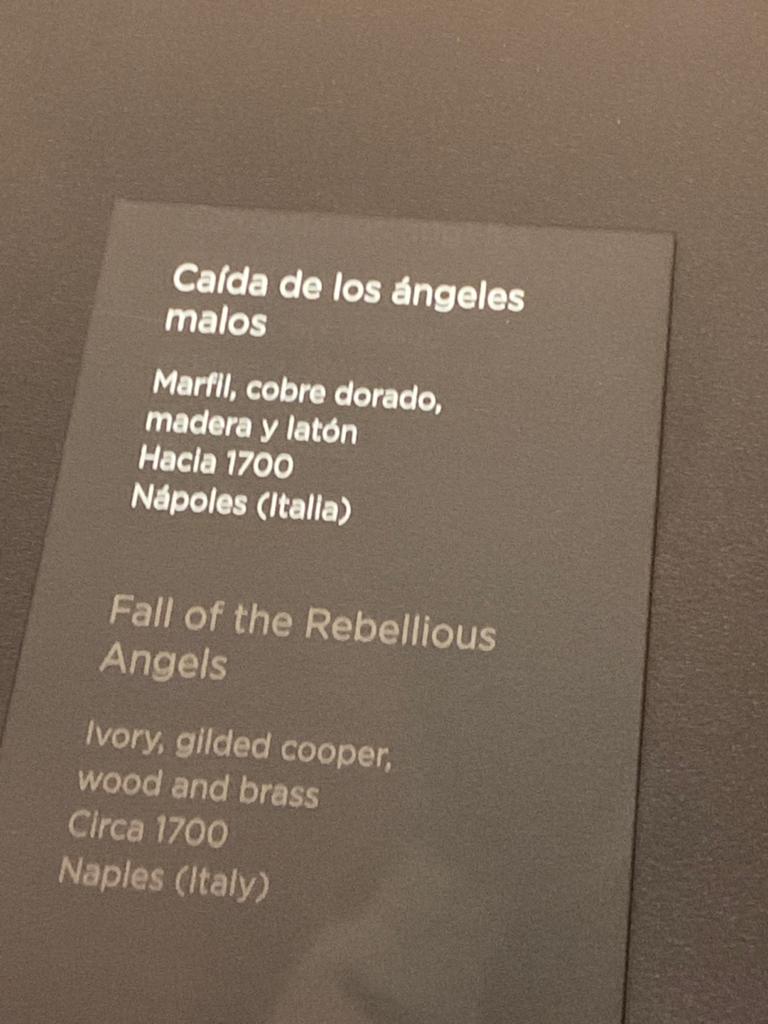 Caída de los ángeles
malos
Marfil, cobre dorado,
madera y latón
Hacia 1700
Nápoles (Italia)
Fall of the Rebellious
Angels
Ivory, gilded cooper,
wood and brass
Circa 1700
Naples (Italy)